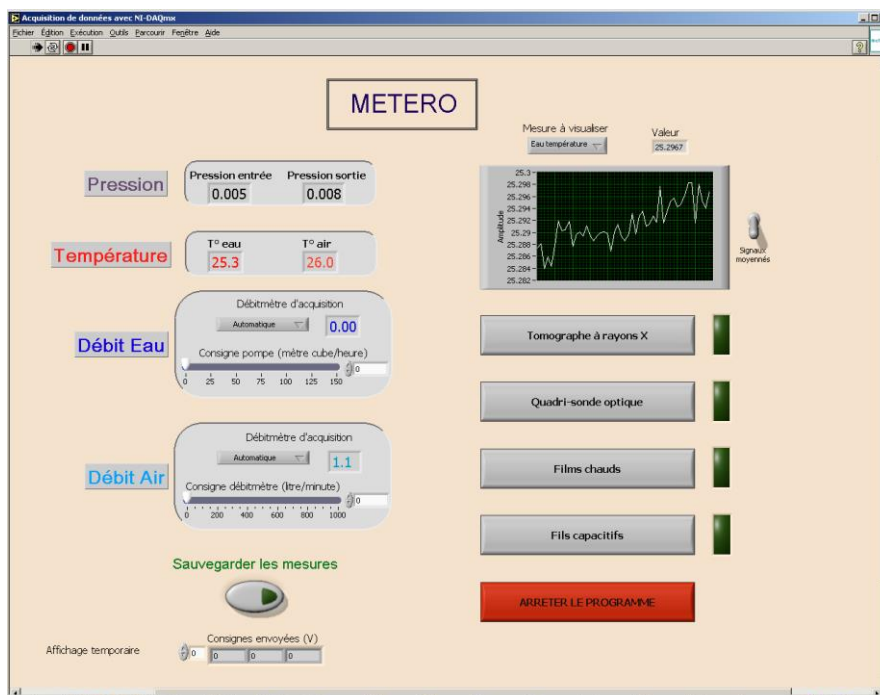 Acquisition de données avec NI-DAQmx
Fichier Édition Exécution Outils Parcourir Fenêtre Aide
METERO
Pression
Pression entrée Pression sortie
0.005 0.008
Température
T° eau T° air
25.3 26.0
Débit Eau
Débitmètre d'acquisition
Automatique 0.00
Consigne pompe (mètre cube/heure)
0
0 25 50 75 100 125 150
Débit Air
Débitmètre d'acquisition
Automatique 1.1
Consigne débitmètre (litre/minute)
0
0 200 400 600 800 1000
Sauvegarder les mesures
Consignes envoyées (V)
Affichage temporaire 0 0 0 0
Mesure à visualiser Valeur
Eau température 25.2967
Amplitude
25.3
25.298
25.296
25.294
25.292
25.29
25.288
25.286
25.284
25.282
Signaux
moyennés
Tomographe à rayons X
Quadri-sonde optique
Films chauds
Fils capacitifs
ARRETER LE PROGRAMME